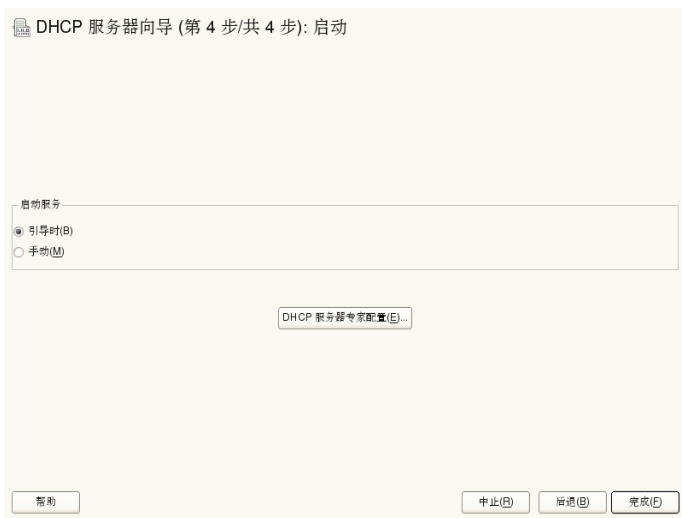 DHCP 服务器向导 (第 4 步/共 4 步): 启动
启动服务
引导时(B)
手动(M)
DHCP 服务器专家配置(E)...
帮助
中止(R)
后退(B)
完成(F)